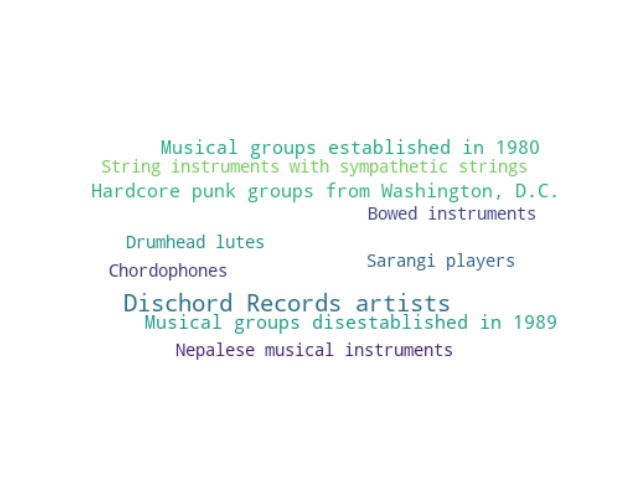 Musical groups established in 1980
String instruments with sympathetic strings
Hardcore punk groups from Washington, D.C.
Bowed instruments
Drumhead lutes
Sarangi players
Chordophones
Dischord Records artists
Musical groups disestablished in 1989
Nepalese musical instruments